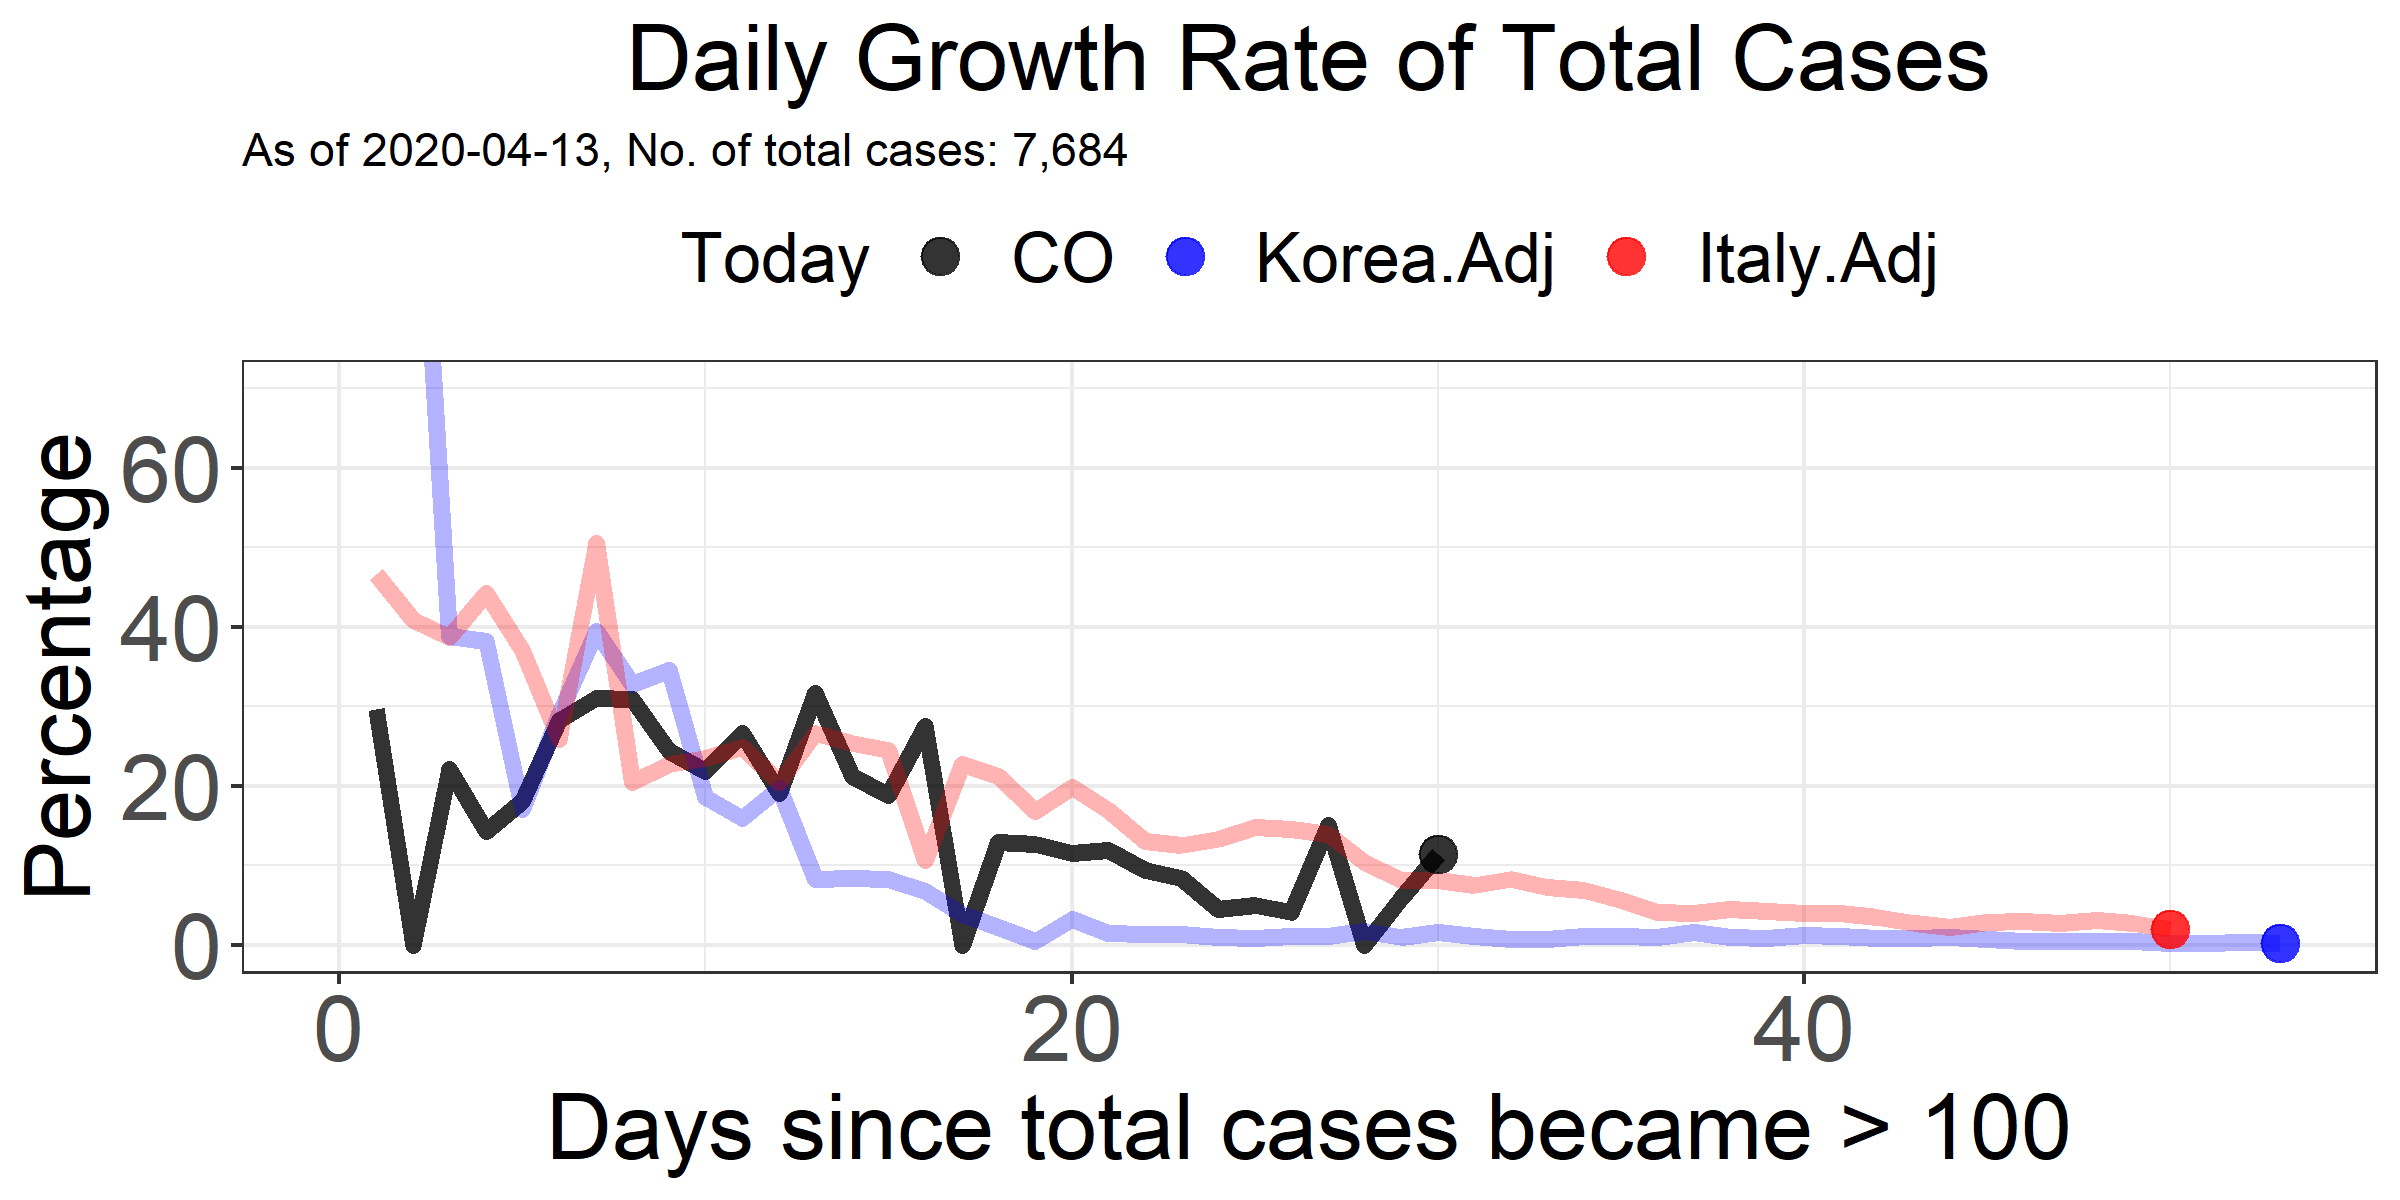 Daily Growth Rate of Total Cases
As of 2020-04-13, No. of total cases: 7,684
Today CO Korea.Adj Italy.Adj
Percentage
60
40
20
0
0 20 40
Days since total cases became > 100